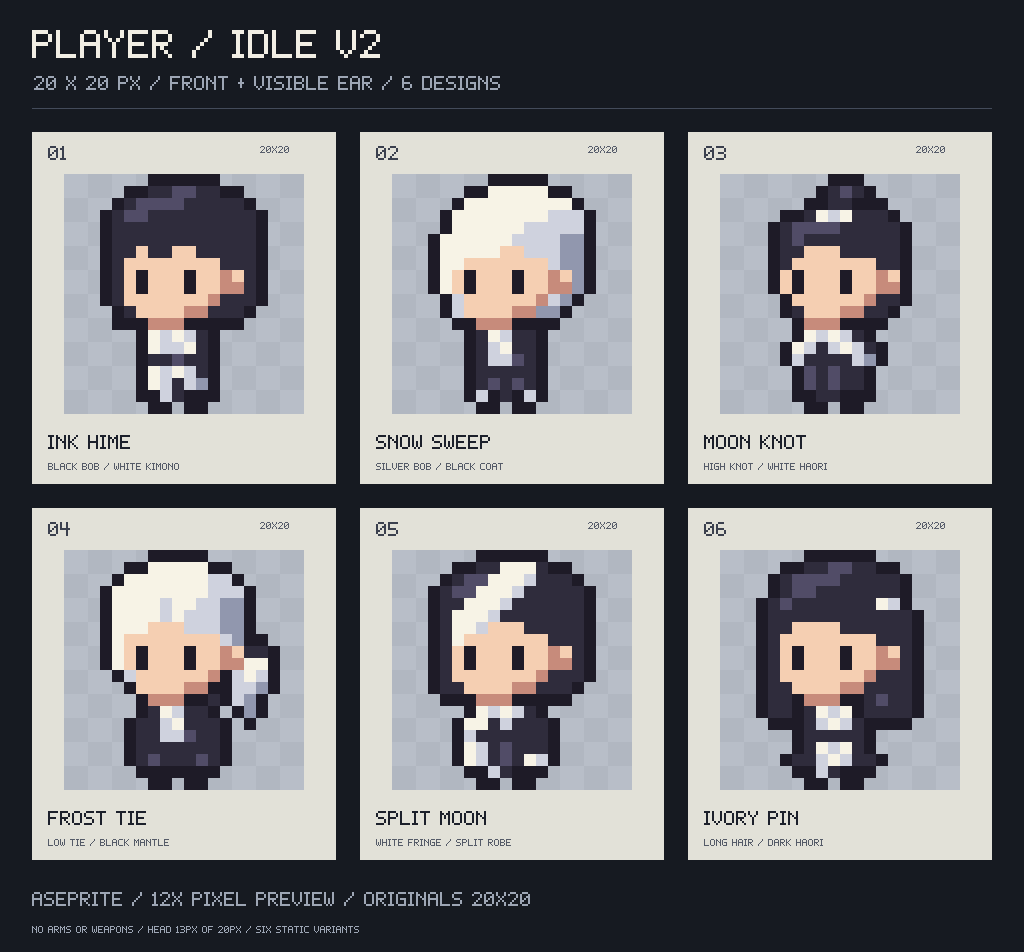 PLAYER / IDLE V2
20 X 20 PX / FRONT + VISIBLE EAR / 6 DESIGNS
01 20X20
02 20X20
03 20X20
INK HIME
BLACK BOB / WHITE KIMONO
SNOW SWEEP
SILVER BOB / BLACK COAT
MOON KNOT
HIGH KNOT / WHITE HAORI
04 20X20
05 20X20
06 20X20
FROST TIE
LOW TIE / BLACK MANTLE
SPLIT MOON
WHITE FRINGE / SPLIT ROBE
IVORY PIN
LONG HAIR / DARK HAORI
ASEPRITE / 12X PIXEL PREVIEW / ORIGINALS 20X20
NO ARMS OR WEAPONS / HEAD 13PX OF 20PX / SIX STATIC VARIANTS